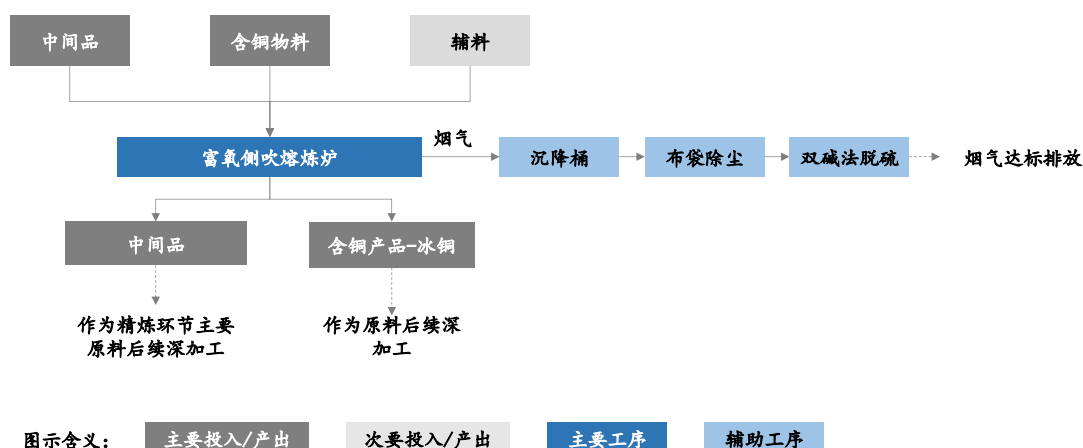 中间品
含铜物料
辅料
富氧侧吹熔炼炉
烟气
沉降桶
布袋除尘
双碱法脱硫
烟气达标排放
中间品
含铜产品-冰铜
作为精炼环节主要
原料后续深加工
作为原料后续深
加工
图示含义：
主要投入/产出
次要投入/产出
主要工序
辅助工序